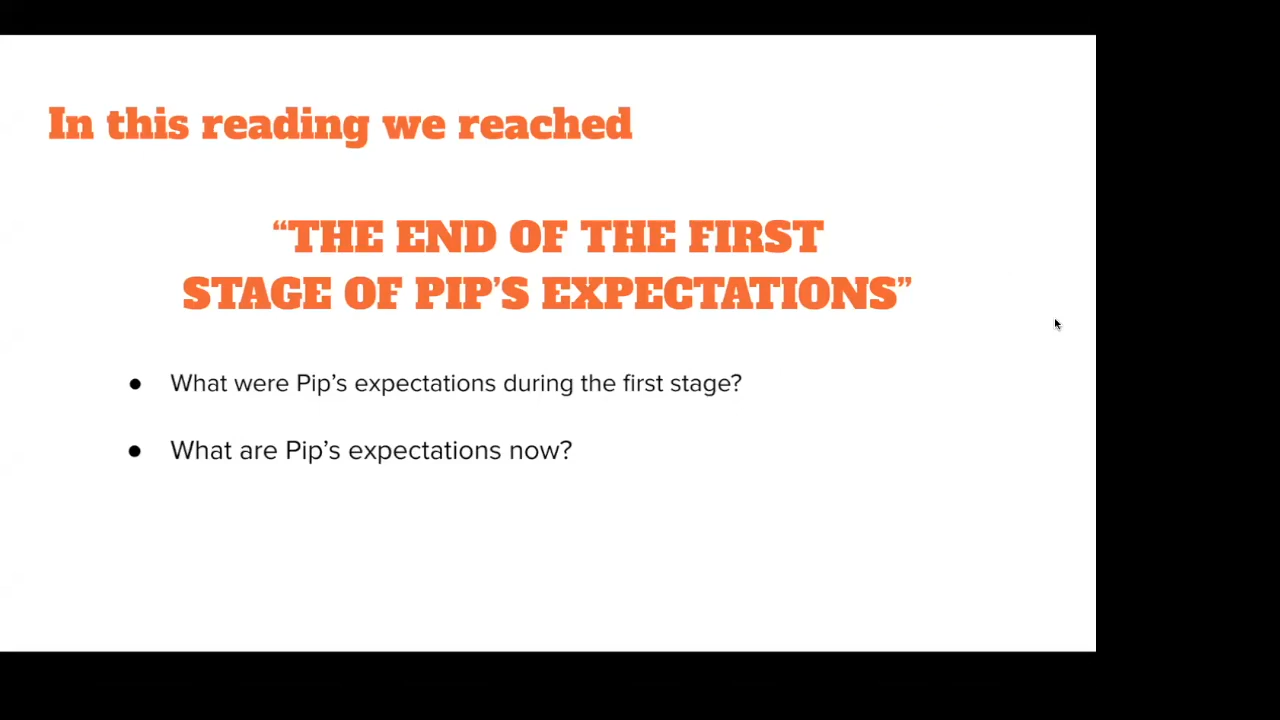 In this reading we reached
“THE END OF THE FIRST
STAGE OF PIP’S EXPECTATIONS”
● What were Pip’s expectations during the first stage?
● What are Pip’s expectations now?